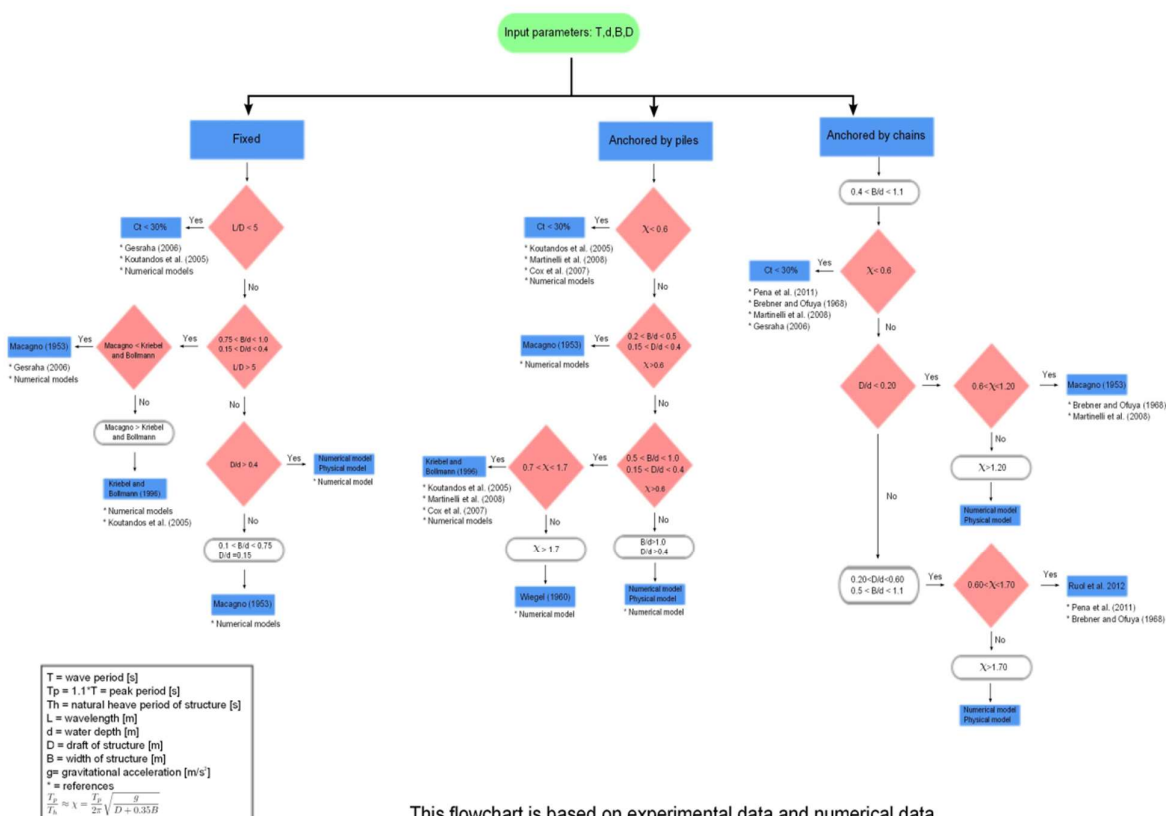 Input parameters: T,d,B,D
Fixed
L/D < 5
Yes
Ct < 30%
* Gesraha (2006)
* Koutandos et al. (2005)
* Numerical models
No
0.75 < B/d < 1.0
0.15 < D/d < 0.4
L/D > 5
Yes
Macagno < Kriebel
and Bollmann
Yes
Macagno (1953)
* Gesraha (2006)
* Numerical models
No
Macagno > Kriebel
and Bollmann
Kriebel and
Bollmann (1996)
* Numerical models
* Koutandos et al. (2005)
No
D/d > 0.4
Yes
Numerical model
Physical model
* Numerical model
No
0.1 < B/d < 0.75
D/d =0.15
Macagno (1953)
* Numerical models
Anchored by piles
χ < 0.6
Yes
Ct < 30%
* Koutandos et al. (2005)
* Martinelli et al. (2008)
* Cox et al. (2007)
* Numerical models
No
0.2 < B/d < 0.5
0.15 < D/d < 0.4
χ>0.6
Yes
Macagno (1953)
* Numerical models
No
0.5 < B/d < 1.0
0.15 < D/d < 0.4
χ>0.6
Yes
0.7 < χ < 1.7
Yes
Kriebel and
Bollmann (1996)
* Koutandos et al. (2005)
* Martinelli et al. (2008)
* Cox et al. (2007)
* Numerical models
No
χ > 1.7
Wiegel (1960)
* Numerical model
No
B/d>1.0
D/d >0.4
Numerical model
Physical model
* Numerical model
Anchored by chains
0.4 < B/d < 1.1
χ < 0.6
Yes
Ct < 30%
* Pena et al. (2011)
* Brebner and Ofuya (1968)
* Martinelli et al. (2008)
* Gesraha (2006)
No
D/d < 0.20
Yes
0.6<χ<1.20
Yes
Macagno (1953)
* Brebner and Ofuya (1968)
* Martinelli et al. (2008)
No
χ>1.20
Numerical model
Physical model
No
0.20<D/d<0.60
0.5 < B/d < 1.1
Yes
0.60<χ<1.70
Yes
Ruol et al. 2012
* Pena et al. (2011)
* Brebner and Ofuya (1968)
No
χ>1.70
Numerical model
Physical model
T = wave period [s]
Tp = 1.1*T = peak period [s]
Th = natural heave period of structure [s]
L = wavelength [m]
d = water depth [m]
D = draft of structure [m]
B = width of structure [m]
g= gravitational acceleration [m/s²]
* = references
T_p/T_h ≈ χ = T_p/2π √(g/(D + 0.35B))
This flowchart is based on experimental data and numerical data